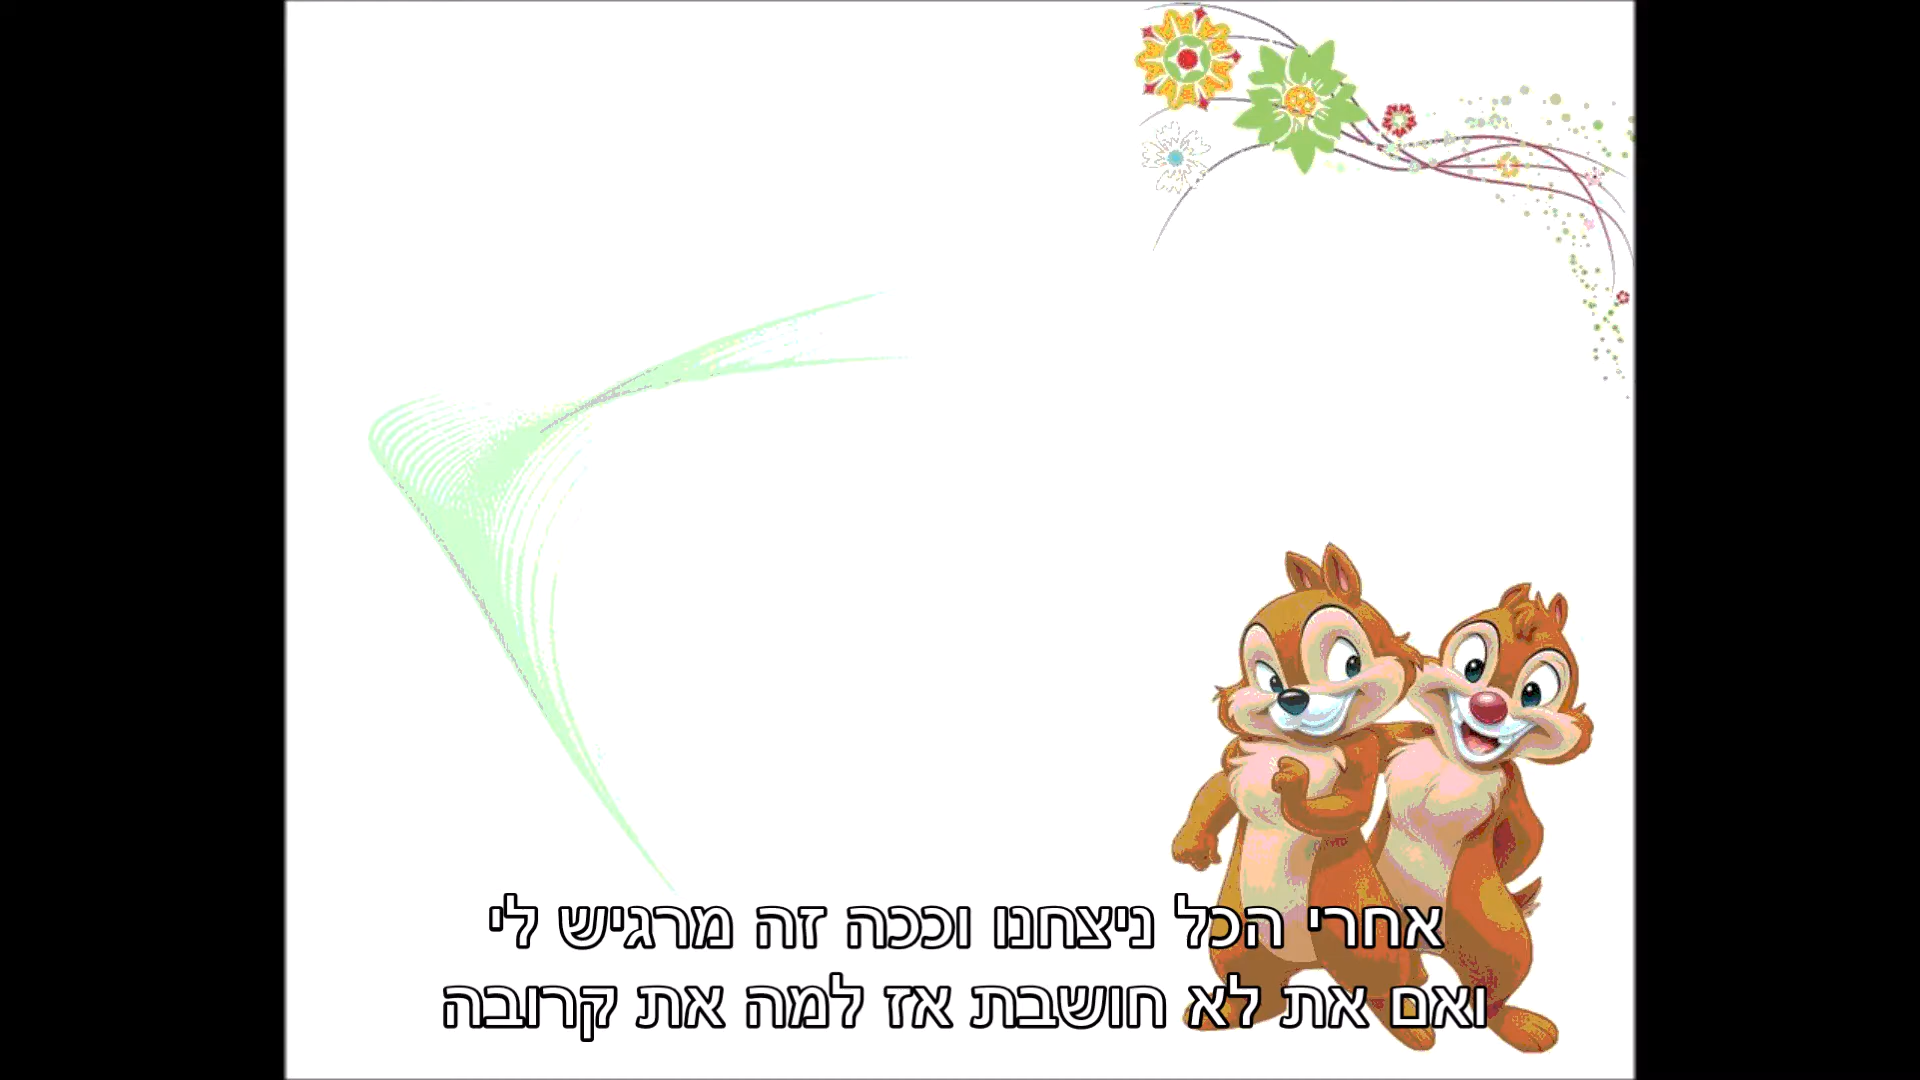 אחרי הכל ניצחנו וככה זה מרגיש לי
ואם את לא חושבת אז למה את קרובה